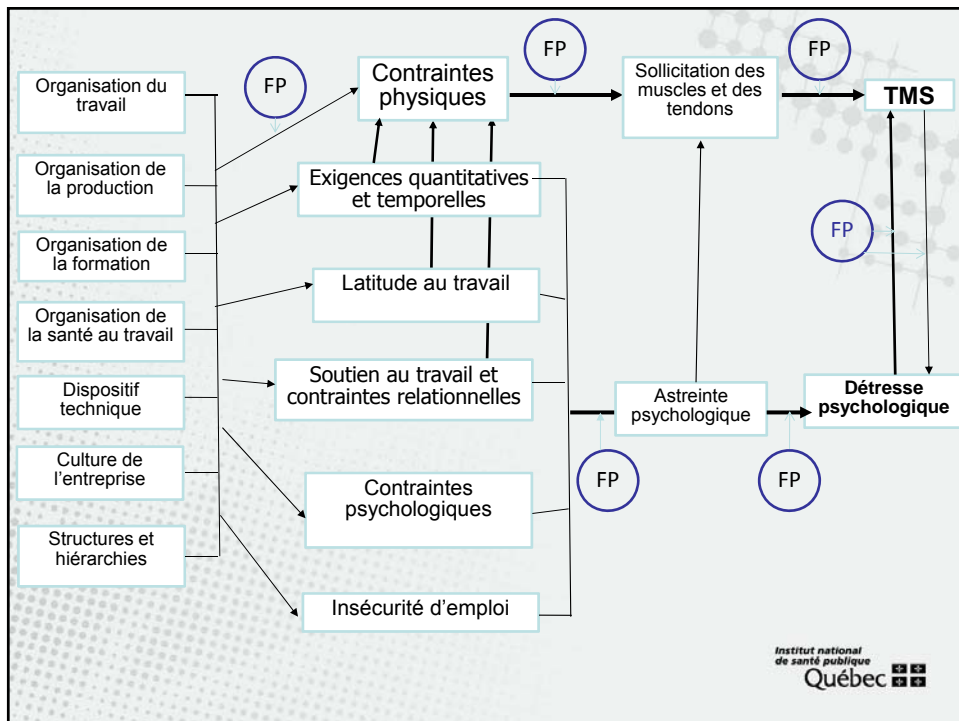 Organisation du
travail
Organisation de
la production
Organisation de
la formation
Organisation de
la santé au travail
Dispositif
technique
Culture de
l'entreprise
Structures et
hiérarchies
FP
Contraintes
physiques
Exigences quantitatives
et temporelles
Latitude au travail
Soutien au travail et
contraintes relationnelles
Contraintes
psychologiques
Insécurité d'emploi
FP
Sollicitation des
muscles et des
tendons
FP
TMS
FP
Astreinte
psychologique
Détresse
psychologique
FP
FP
Institut national
de santé publique
Québec